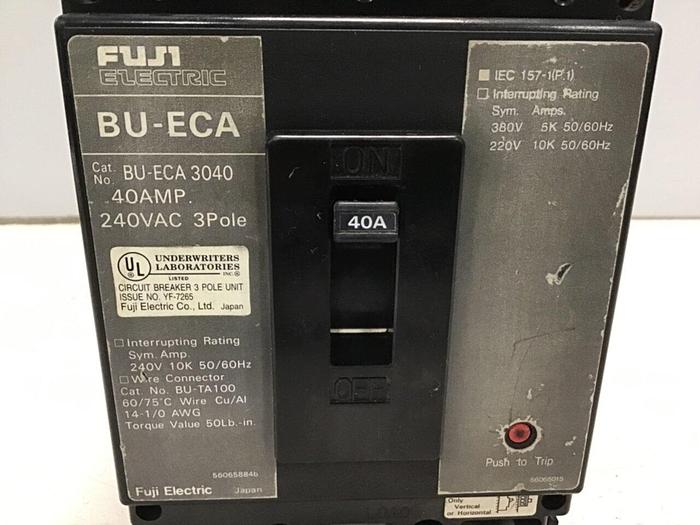 FUJI
ELECTRIC
BU-ECA
Cat. No. BU-ECA 3040
40AMP.
240VAC 3Pole
UL ®
UNDERWRITERS
LABORATORIES
INC.®
LISTED
CIRCUIT BREAKER 3 POLE UNIT
ISSUE NO. YF-7265
Fuji Electric Co., Ltd. Japan
□ Interrupting Rating
Sym. Amp.
240V 10K 50/60Hz
□ Wire Connector
Cat. No. BU-TA100
60/75°C Wire Cu/Al
14-1/0 AWG
Torque Value 50Lb.-in.
56065884b
Fuji Electric Japan
ON
40A
OFF
■ IEC 157-1(P.1)
□ Interrupting Rating
Sym. Amps.
380V 5K 50/60Hz
220V 10K 50/60Hz
Push to Trip
56065015
Only
Vertical
or Horizontal